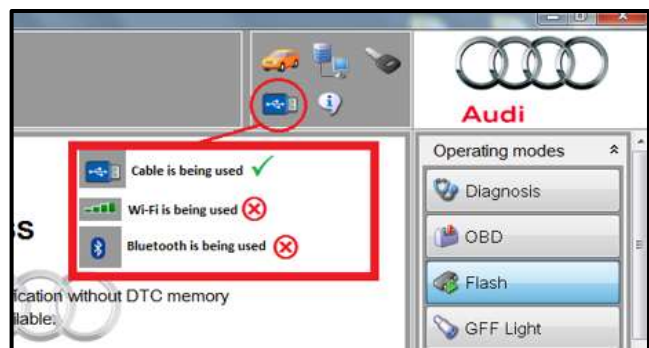 Audi
Operating modes
Cable is being used
Diagnosis
Wi-Fi is being used
OBD
Bluetooth is being used
Flash
fication without DTC memory
ilable.
GFF Light